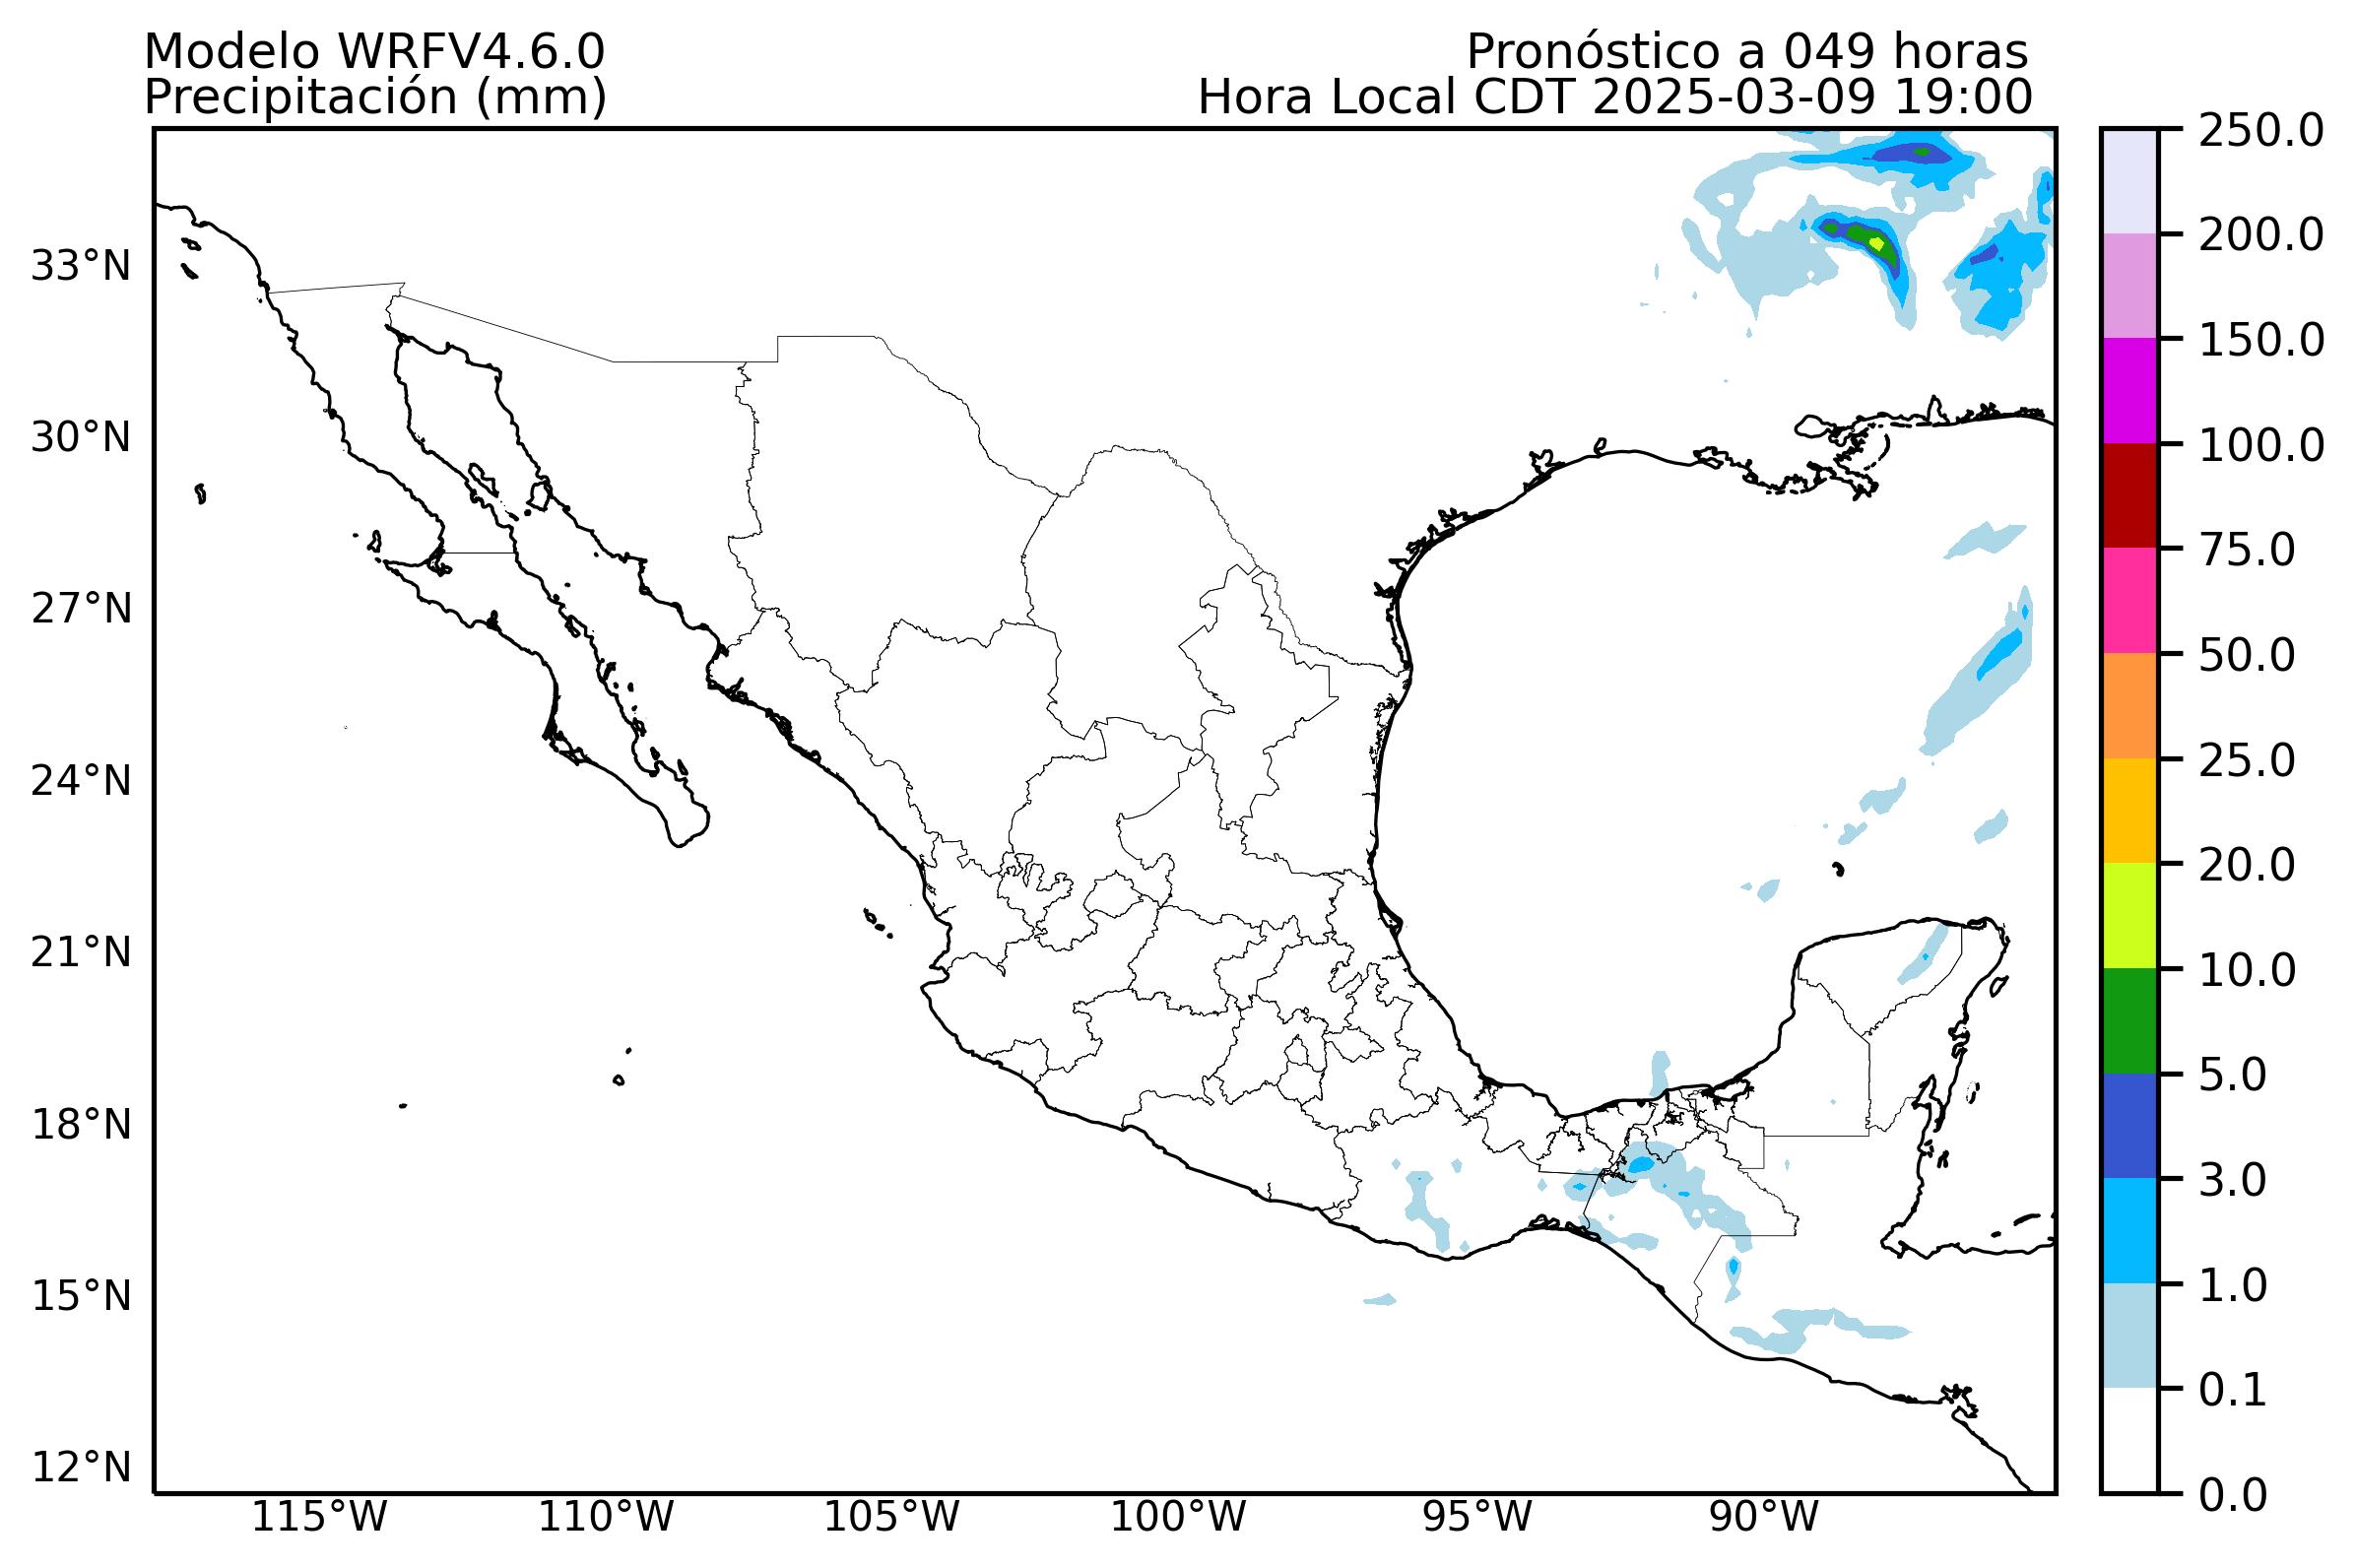 Modelo WRFV4.6.0
Precipitación (mm)
Pronóstico a 049 horas
Hora Local CDT 2025-03-09 19:00
33°N
30°N
27°N
24°N
21°N
18°N
15°N
12°N
115°W
110°W
105°W
100°W
95°W
90°W
250.0
200.0
150.0
100.0
75.0
50.0
25.0
20.0
10.0
5.0
3.0
1.0
0.1
0.0